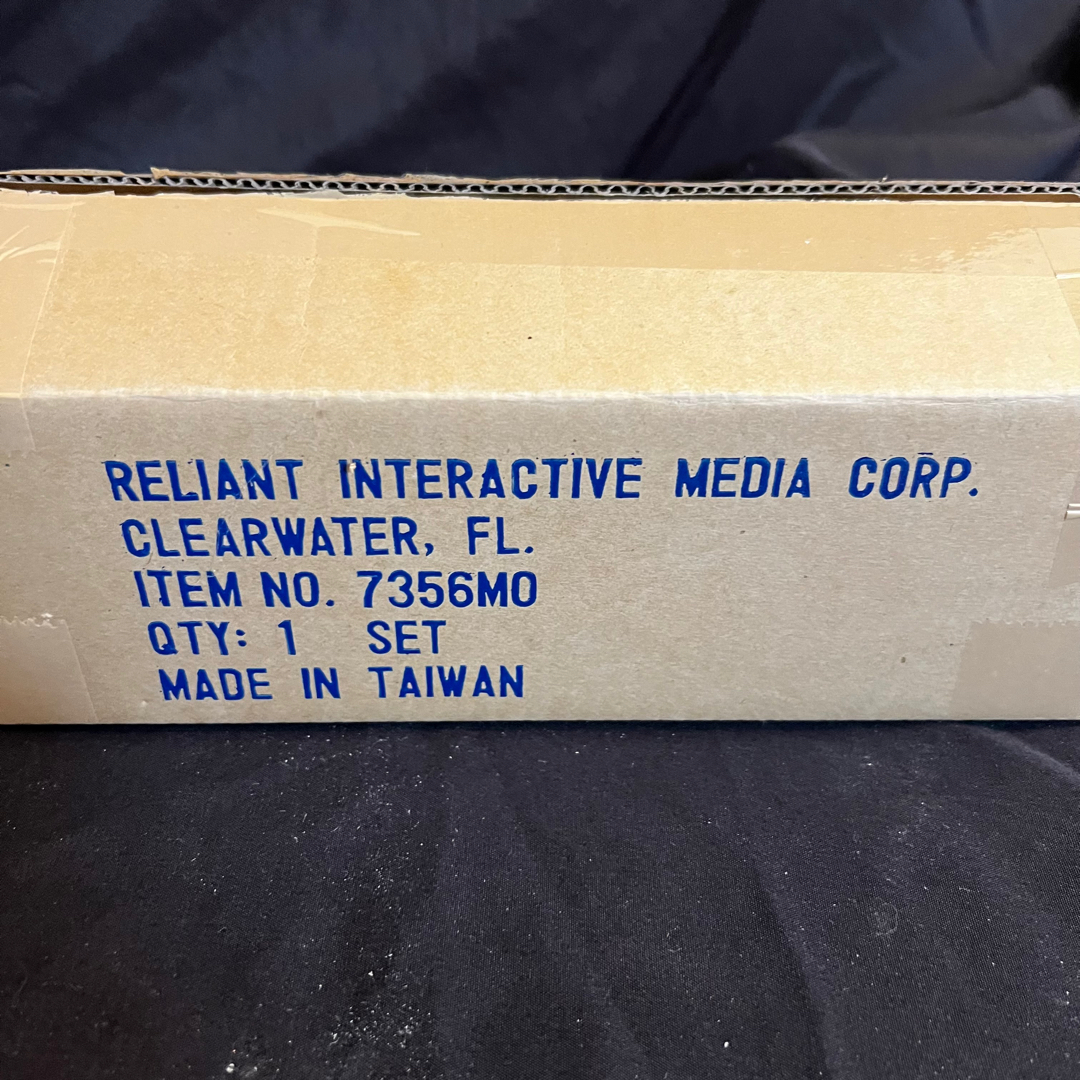 RELIANT INTERACTIVE MEDIA CORP.
CLEARWATER, FL.
ITEM NO. 7356MO
QTY: 1 SET
MADE IN TAIWAN